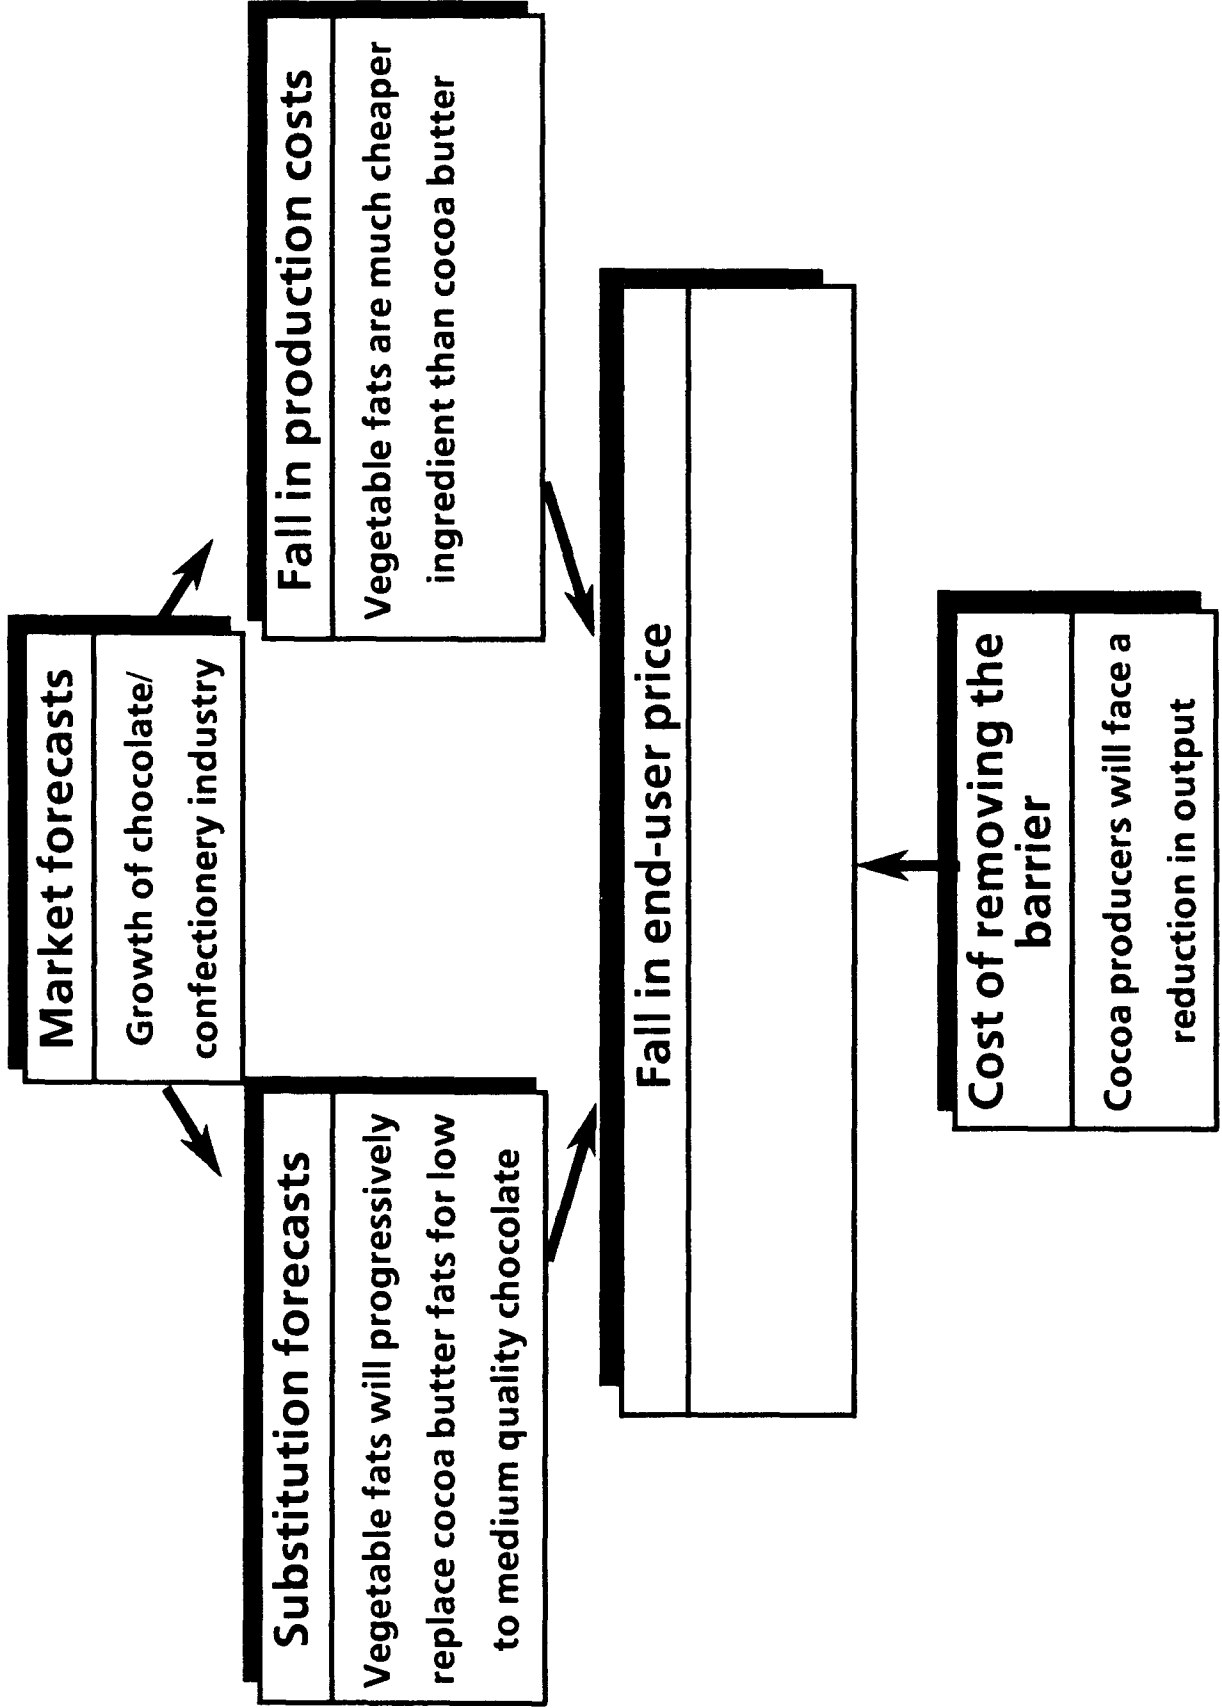 Market forecasts
Growth of chocolate/
confectionery industry
Substitution forecasts
Vegetable fats will progressively
replace cocoa butter fats for low
to medium quality chocolate
Fall in production costs
Vegetable fats are much cheaper
ingredient than cocoa butter
Fall in end-user price
Cost of removing the
barrier
Cocoa producers will face a
reduction in output